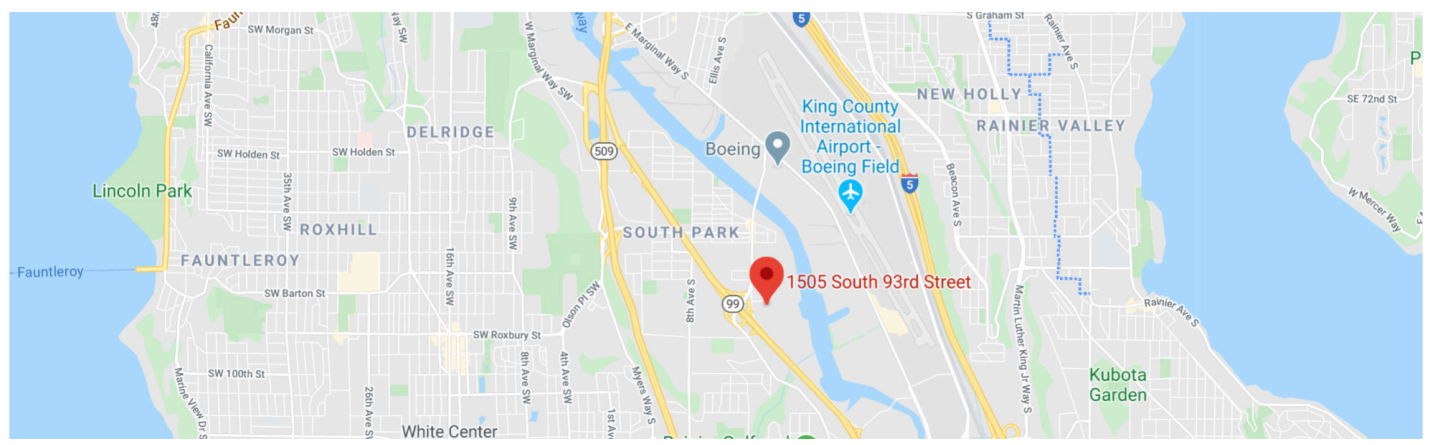 48th
Faun
SW Morgan St
California Ave SW
Way SW
way
W Marginal Way SW
E Marginal Way S
Ellis Ave S
5
S Graham St
Rainier Ave S
P
SE 72nd St
NEW HOLLY
RAINIER VALLEY
King County
International
Airport -
Boeing Field
DELRIDGE
509
Boeing
SW Holden St
SW Holden St
5
Beacon Ave S
Lincoln Park
35th Ave SW
9th Ave SW
W Mercer Way
ROXHILL
SOUTH PARK
- Fauntleroy
FAUNTLEROY
16th Ave SW
1505 South 93rd Street
SW Barton St
Olson Pl SW
8th Ave S
99
Martin Luther King Jr Way S
Rainier Ave S
SW Roxbury St
SW 100th St
Marine View Dr S
26th Ave SW
8th Ave SW
4th Ave SW
Myers Way S
1st Av
Kubota
Garden
White Center